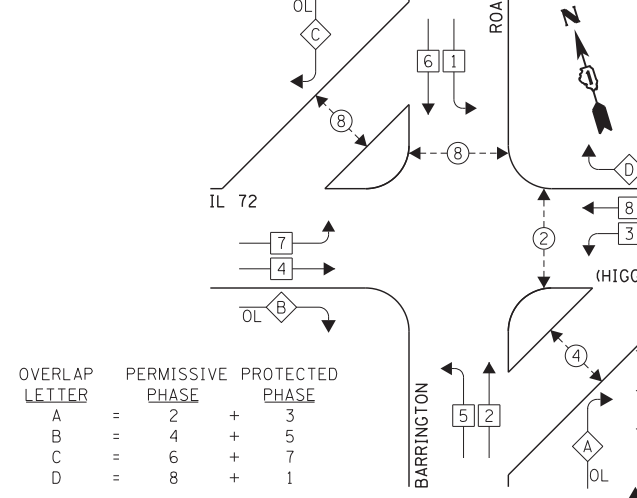 OL
C
ROA
N
6 1
8
8
D
IL 72
8
7
3
4
2
(HIGO
OL B
4
OVERLAP PERMISSIVE PROTECTED
LETTER PHASE PHASE
A = 2 + 3
B = 4 + 5
C = 6 + 7
D = 8 + 1
BARRINGTON
5 2
A
OL